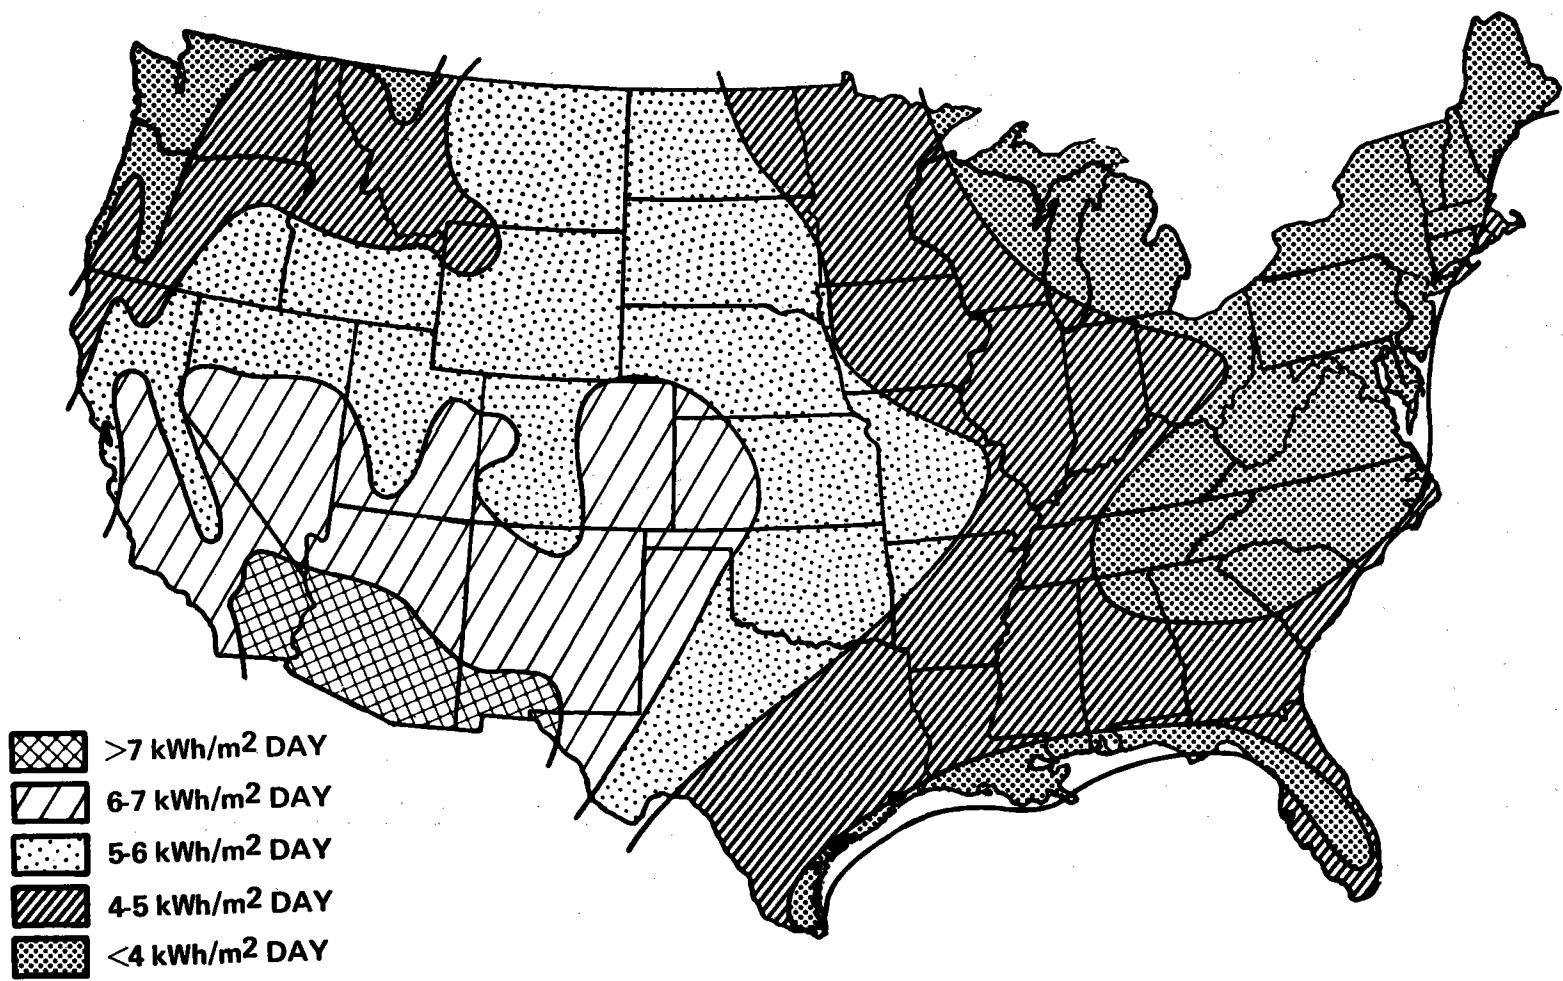 >7 kWh/m² DAY
6-7 kWh/m² DAY
5-6 kWh/m² DAY
4-5 kWh/m² DAY
<4 kWh/m² DAY